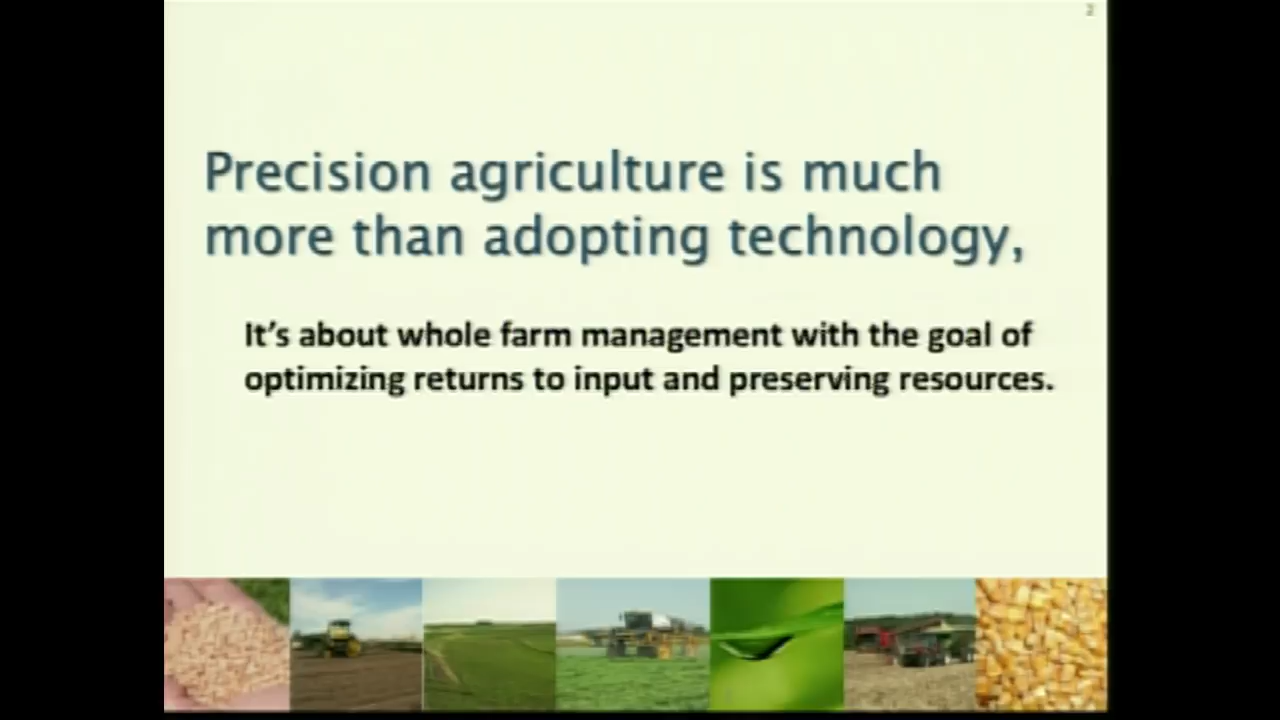 2
Precision agriculture is much
more than adopting technology,
It's about whole farm management with the goal of
optimizing returns to input and preserving resources.